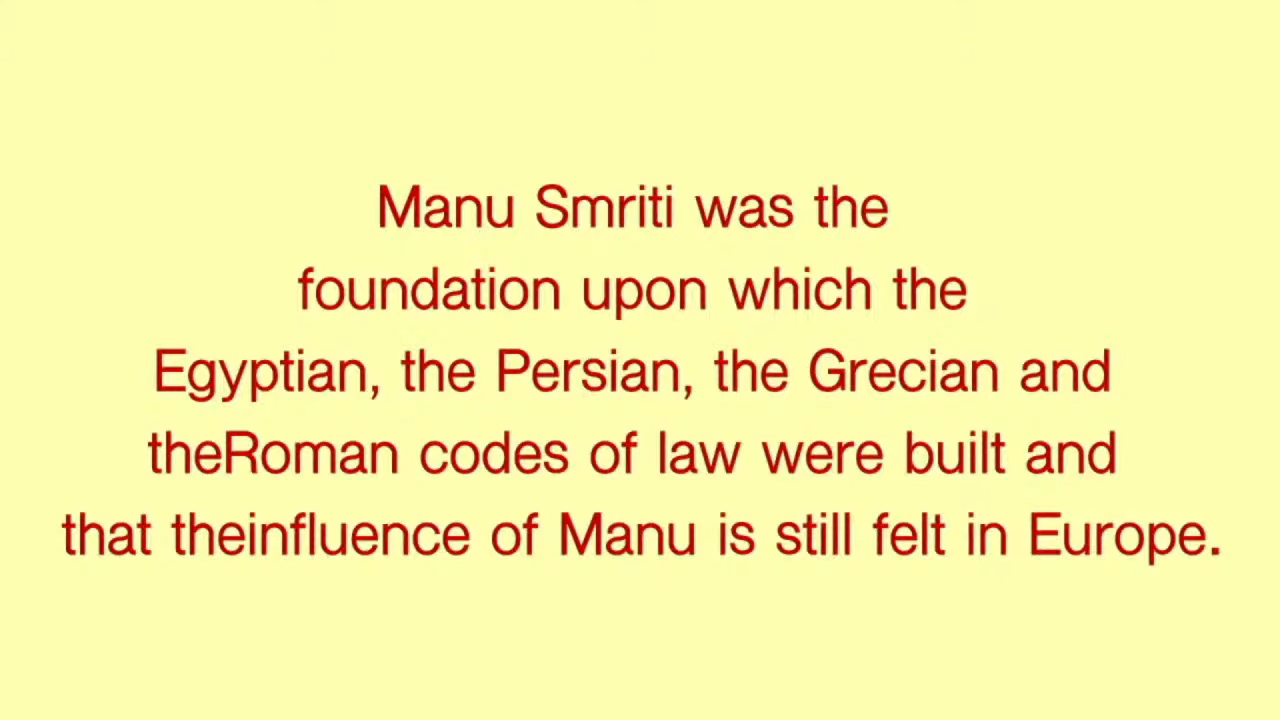 Manu Smriti was the
foundation upon which the
Egyptian, the Persian, the Grecian and
theRoman codes of law were built and
that theinfluence of Manu is still felt in Europe.